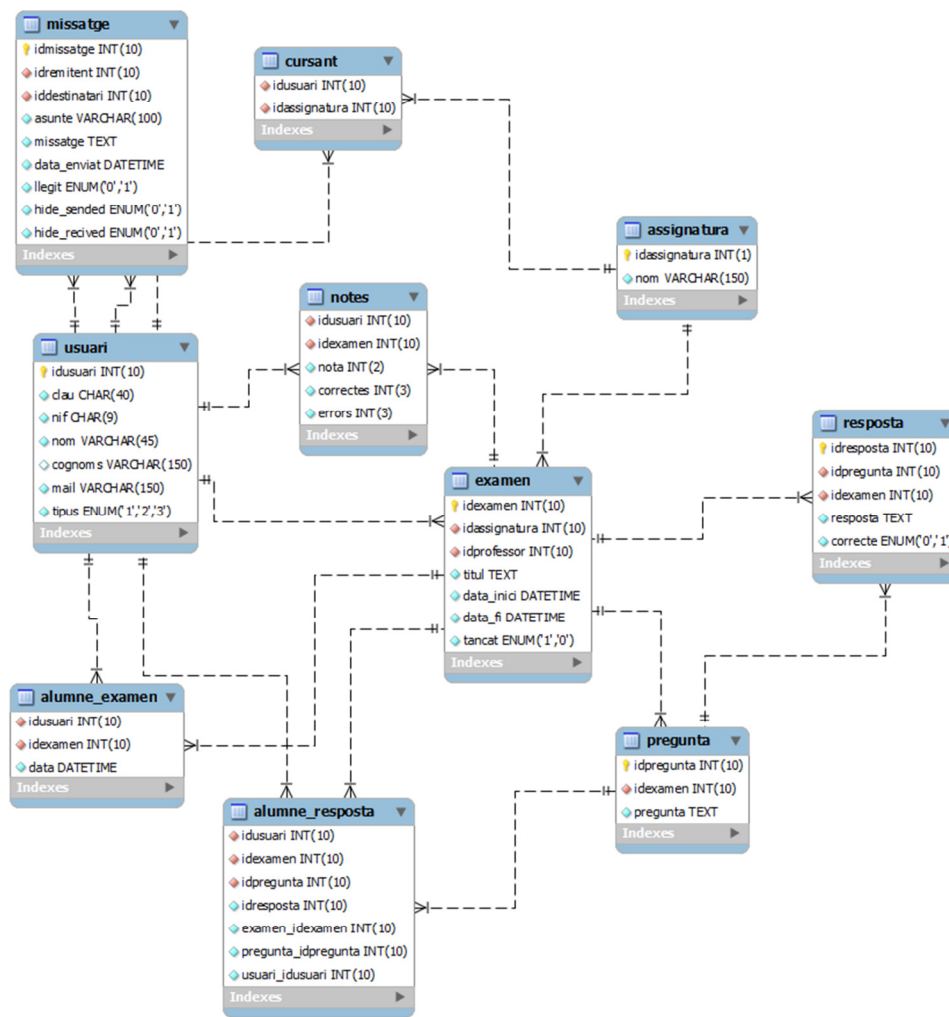 missatge
idmissatge INT(10)
idremitent INT(10)
iddestinatari INT(10)
asunte VARCHAR(100)
missatge TEXT
data_enviat DATETIME
llegit ENUM('0','1')
hide_sended ENUM('0','1')
hide_recived ENUM('0','1')
Indexes
cursant
idusuari INT(10)
idassignatura INT(10)
Indexes
assignatura
idassignatura INT(1)
nom VARCHAR(150)
Indexes
notes
idusuari INT(10)
idexamen INT(10)
nota INT(2)
correctes INT(3)
errors INT(3)
Indexes
usuari
idusuari INT(10)
clau CHAR(40)
nif CHAR(9)
nom VARCHAR(45)
cognoms VARCHAR(150)
mail VARCHAR(150)
tipus ENUM('1','2','3')
Indexes
resposta
idresposta INT(10)
idpregunta INT(10)
idexamen INT(10)
resposta TEXT
correcte ENUM('0','1')
Indexes
examen
idexamen INT(10)
idassignatura INT(10)
idprofessor INT(10)
titul TEXT
data_inici DATETIME
data_fi DATETIME
tancat ENUM('1','0')
Indexes
alumne_examen
idusuari INT(10)
idexamen INT(10)
data DATETIME
Indexes
pregunta
idpregunta INT(10)
idexamen INT(10)
pregunta TEXT
Indexes
alumne_resposta
idusuari INT(10)
idexamen INT(10)
idpregunta INT(10)
idresposta INT(10)
examen_idexamen INT(10)
pregunta_idpregunta INT(10)
usuari_idusuari INT(10)
Indexes